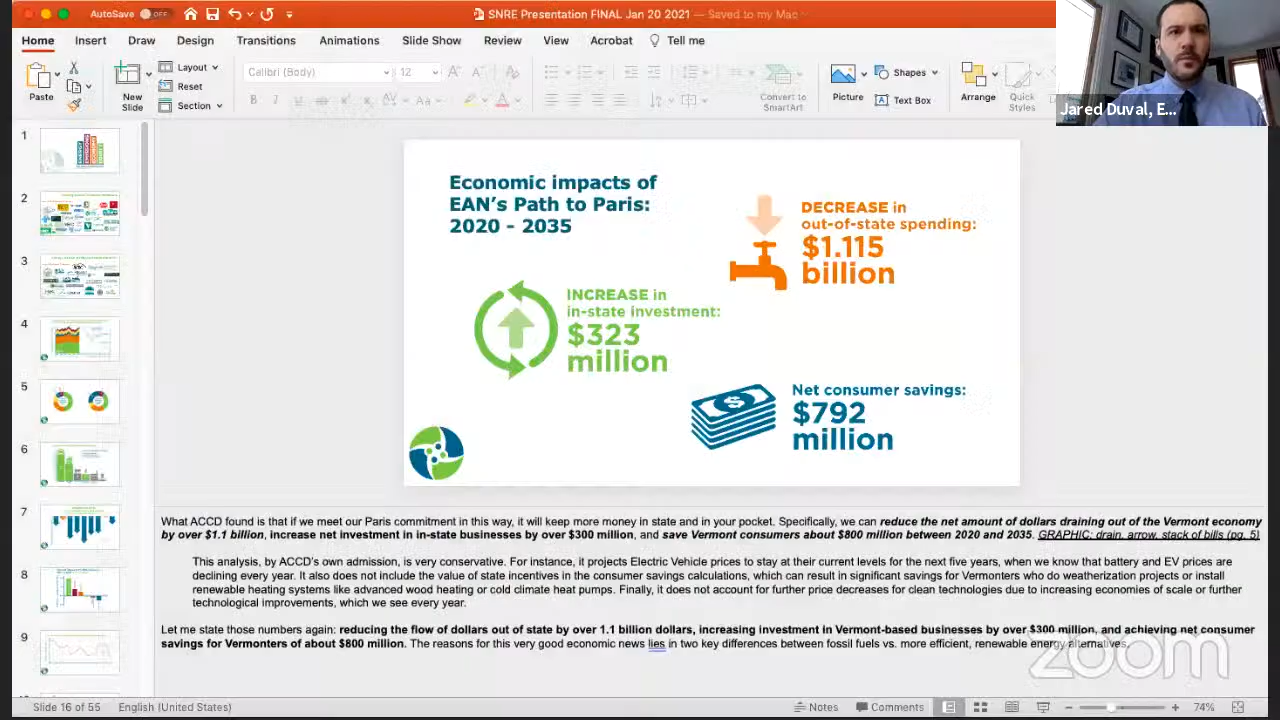 AutoSave
OFF
SNRE Presentation FINAL Jan 20 2021 — Saved to my Mac
Home
Insert
Draw
Design
Transitions
Animations
Slide Show
Review
View
Acrobat
Tell me
Paste
New
Slide
Layout
Reset
Section
Calibri (Body)
12
Convert to
SmartArt
Picture
Shapes
Text Box
Arrange
Quick
Styles
Jared Duval, E...
1
2
3
4
5
6
7
8
9
Economic impacts of
EAN's Path to Paris:
2020 - 2035
DECREASE in
out-of-state spending:
$1.115
billion
INCREASE in
in-state investment:
$323
million
Net consumer savings:
$792
million
What ACCD found is that if we meet our Paris commitment in this way, it will keep more money in state and in your pocket. Specifically, we can reduce the net amount of dollars draining out of the Vermont economy
by over $1.1 billion, increase net investment in in-state businesses by over $300 million, and save Vermont consumers about $800 million between 2020 and 2035. GRAPHIC: drain, arrow, stack of bills (pg. 5)
This analysis, by ACCD's own admission, is very conservative. For instance, it projects Electric Vehicle prices to stay at their current levels for the next five years, when we know that battery and EV prices are
declining every year. It also does not include the value of state incentives in the consumer savings calculations, which can result in significant savings for Vermonters who do weatherization projects or install
renewable heating systems like advanced wood heating or cold climate heat pumps. Finally, it does not account for further price decreases for clean technologies due to increasing economies of scale or further
technological improvements, which we see every year.
Let me state those numbers again: reducing the flow of dollars out of state by over 1.1 billion dollars, increasing investment in Vermont-based businesses by over $300 million, and achieving net consumer
savings for Vermonters of about $800 million. The reasons for this very good economic news lies in two key differences between fossil fuels vs. more efficient, renewable energy alternatives.
zoom
Slide 16 of 55
English (United States)
Notes
Comments
74%